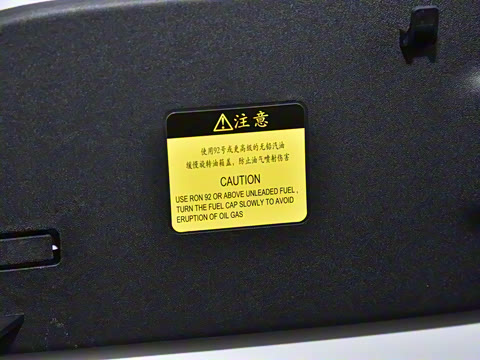 注意
使用92号或更高级的无铅汽油
缓慢旋转油箱盖，防止油气喷射伤害
CAUTION
USE RON 92 OR ABOVE UNLEADED FUEL,
TURN THE FUEL CAP SLOWLY TO AVOID
ERUPTION OF OIL GAS